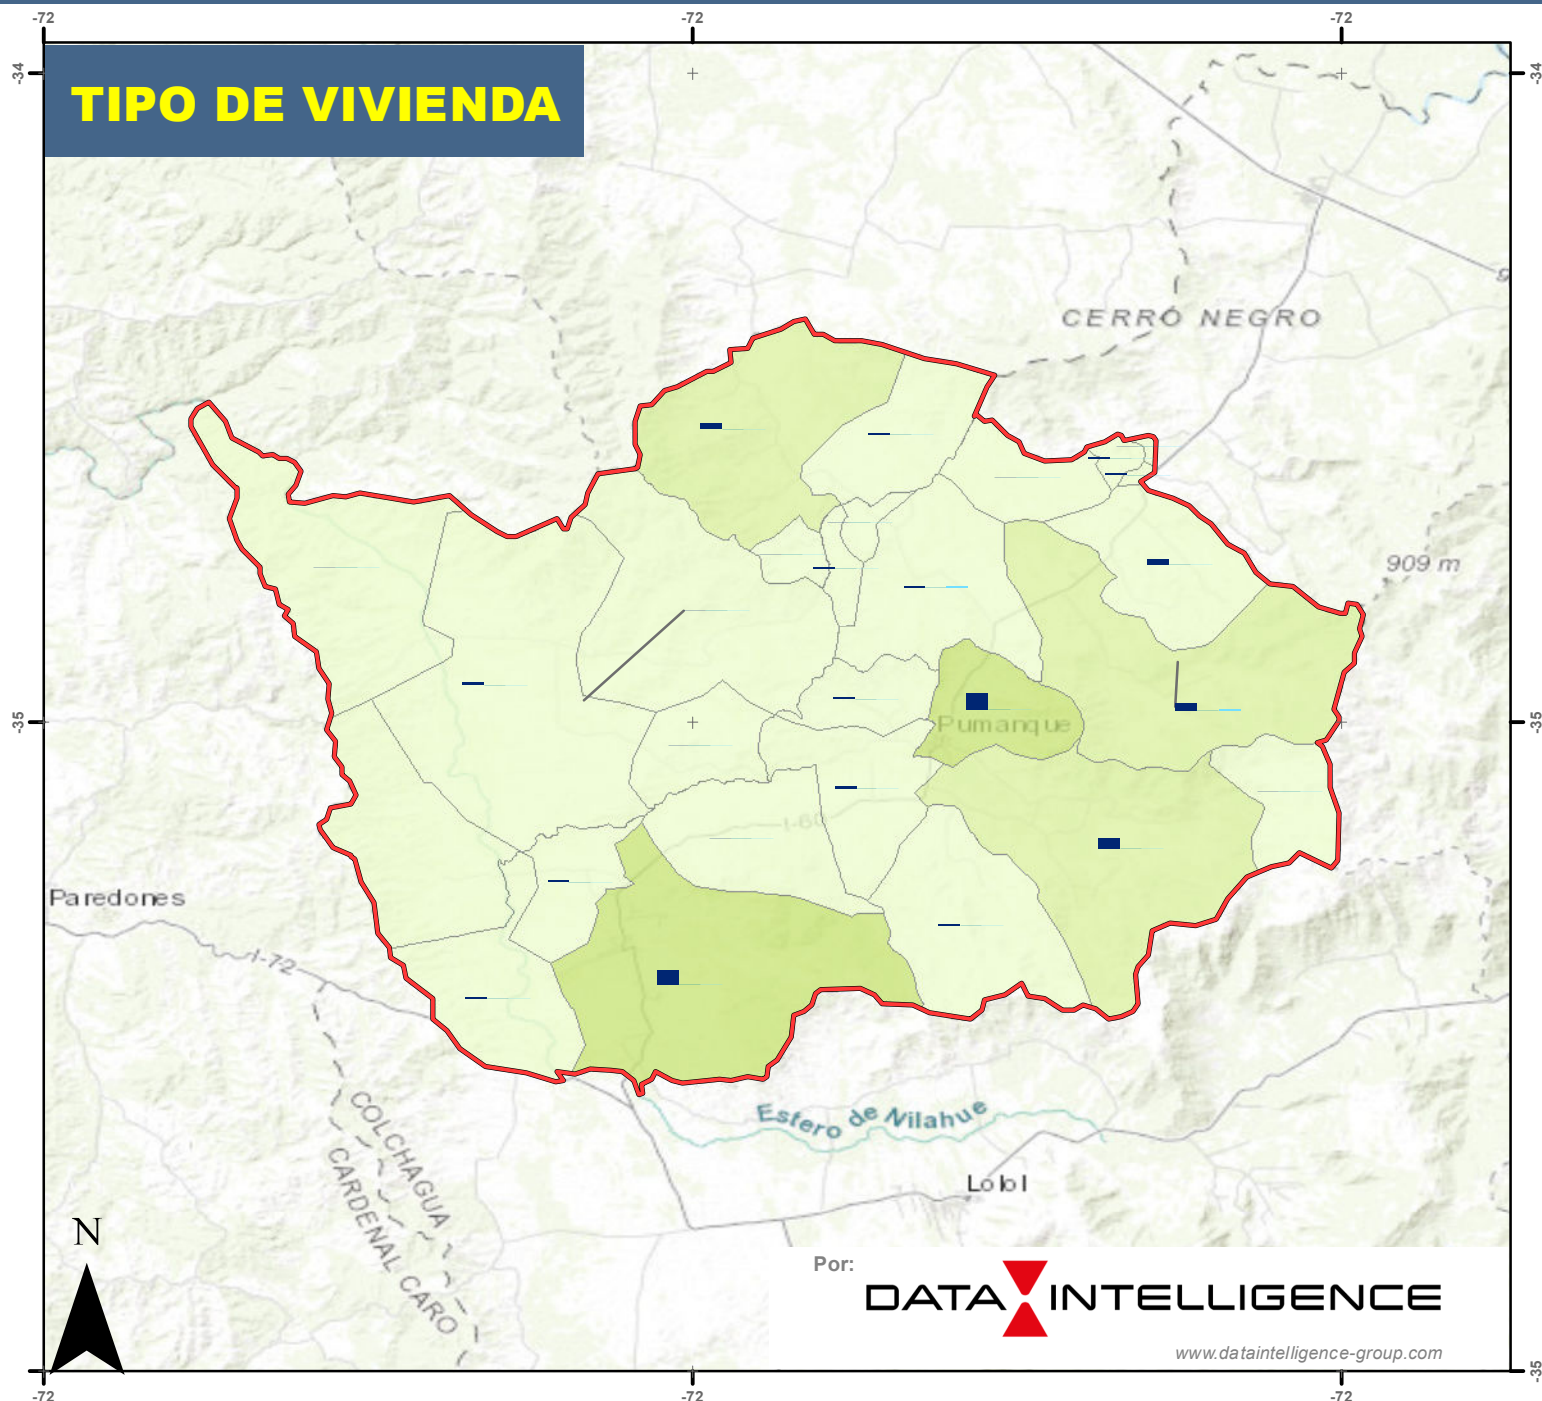 -72 -72 -72
-34 -34
TIPO DE VIVIENDA
CERRO NEGRO
9
909 m
Pumanque
-35 -35
I-60
Paredones
I-72
COLCHAGUA
CARDENAL CARO
Estero de Nilahue
Lolol
N
Por:
DATA INTELLIGENCE
www.dataintelligence-group.com
-35
-72 -72 -72